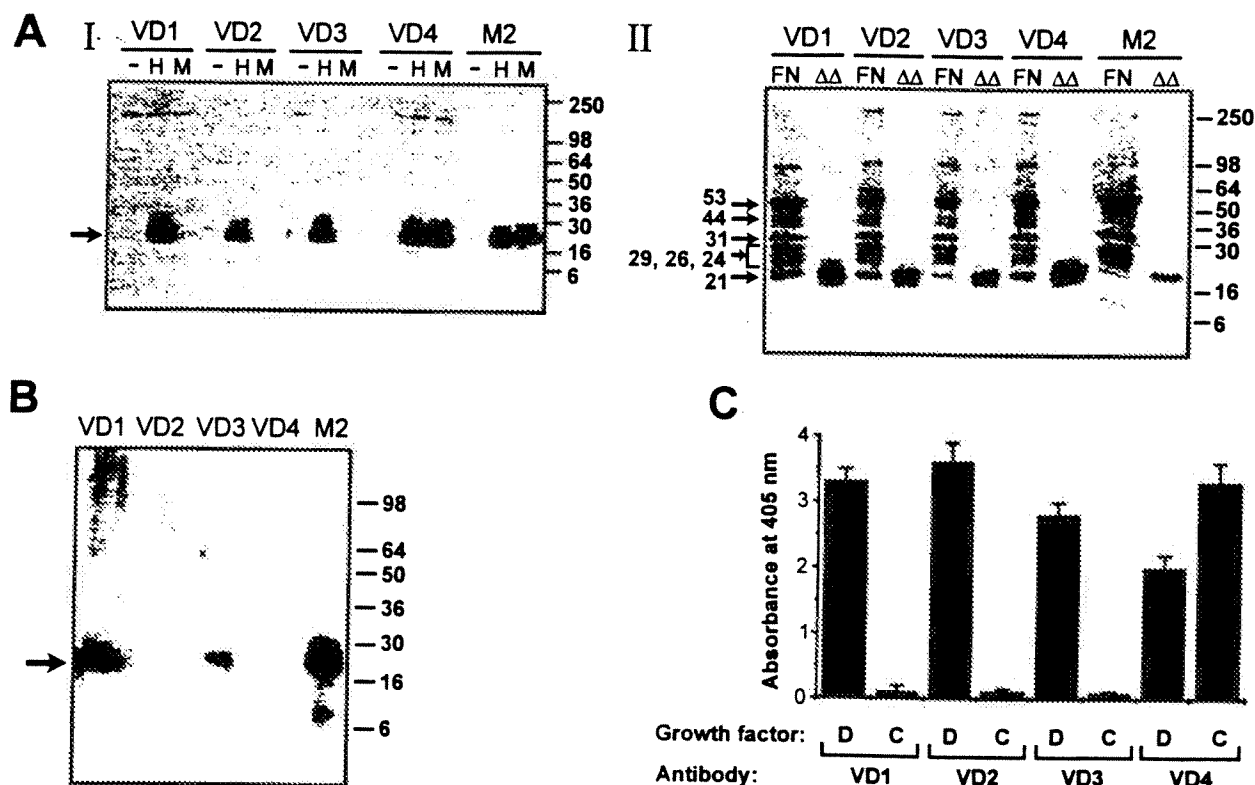 A
I
VD1 VD2 VD3 VD4 M2
- H M - H M - H M - H M - H M
250
98
64
50
36
30
16
6
II
VD1 VD2 VD3 VD4 M2
FN ΔΔ FN ΔΔ FN ΔΔ FN ΔΔ FN ΔΔ
53
44
31
29, 26, 24
21
250
98
64
50
36
30
16
6
B
VD1 VD2 VD3 VD4 M2
98
64
50
36
30
16
6
C
Absorbance at 405 nm
4
3
2
1
0
Growth factor: D C D C D C D C
Antibody: VD1 VD2 VD3 VD4